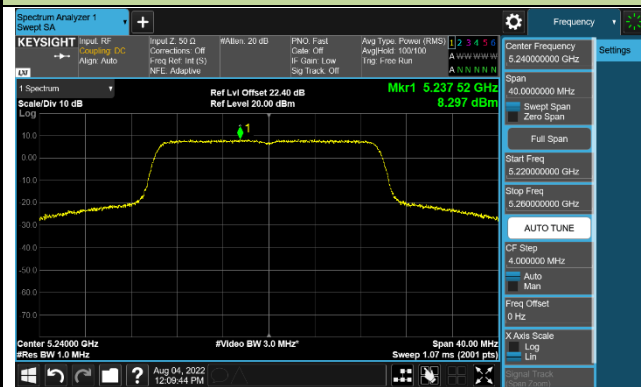 Spectrum Analyzer 1
Swept SA
Frequency
KEYSIGHT
Input: RF
Coupling: DC
Align: Auto
Input Z: 50 Ω
Corrections: Off
Freq Ref: Int (S)
NFE: Adaptive
#Atten: 20 dB
PNO: Fast
Gate: Off
IF Gain: Low
Sig Track: Off
Avg Type: Power (RMS)
Avg|Hold: 100/100
Trig: Free Run
1 2 3 4 5 6
A W W W W W
A N N N N N
LXI
1 Spectrum
Scale/Div 10 dB
Log
Ref Lvl Offset 22.40 dB
Ref Level 20.00 dBm
Mkr1 5.237 52 GHz
8.297 dBm
1
10.0
0.00
10.0
20.0
30.0
40.0
-50.0
60.0
70.0
Center 5.24000 GHz
#Res BW 1.0 MHz
#Video BW 3.0 MHz*
Span 40.00 MHz
Sweep 1.07 ms (2001 pts)
Aug 04, 2022
12:09:44 PM
Center Frequency
5.240000000 GHz
Settings
Span
40.0000000 MHz
Swept Span
Zero Span
Full Span
Start Freq
5.220000000 GHz
Stop Freq
5.260000000 GHz
AUTO TUNE
CF Step
4.000000 MHz
Auto
Man
Freq Offset
0 Hz
X Axis Scale
Log
Lin
Signal Track
(Span Zoom)